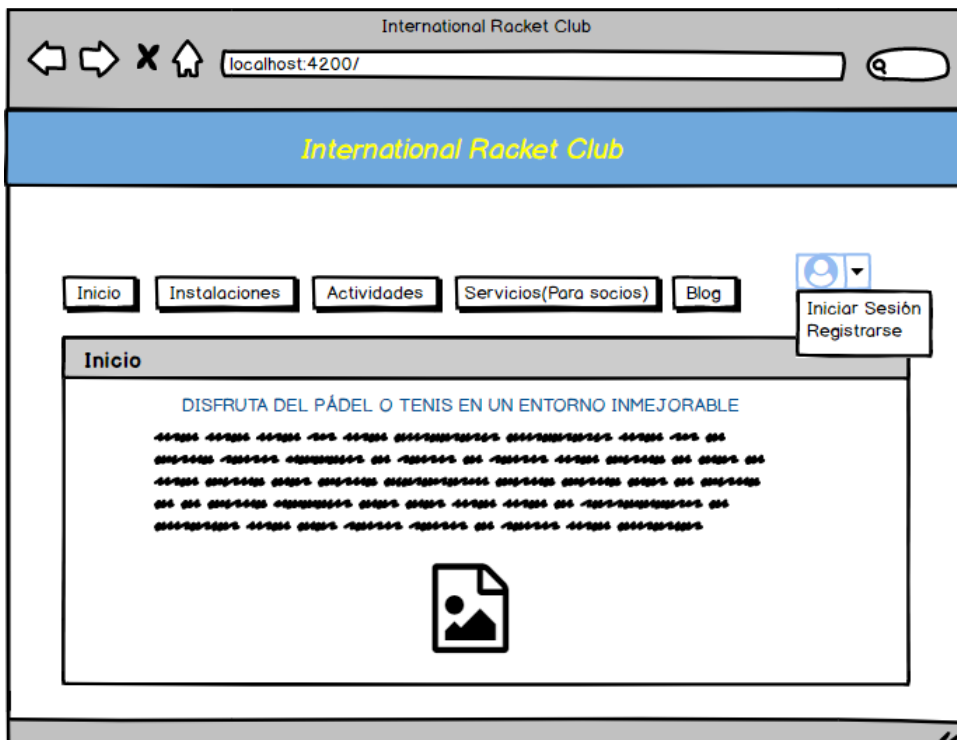 International Racket Club
localhost:4200/
International Racket Club
Inicio
Instalaciones
Actividades
Servicios(Para socios)
Blog
Iniciar Sesión
Registrarse
Inicio
DISFRUTA DEL PÁDEL O TENIS EN UN ENTORNO INMEJORABLE